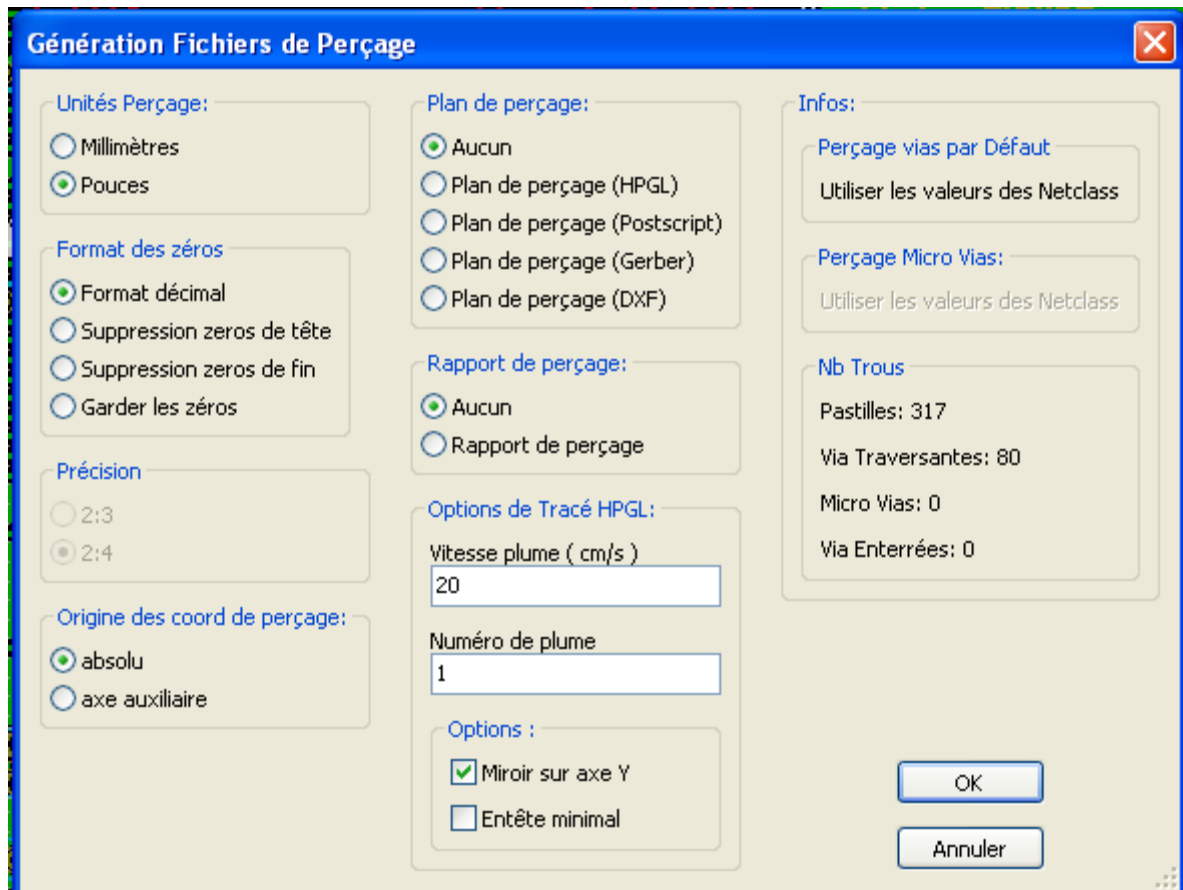 Génération Fichiers de Perçage
Unités Perçage:
Millimètres
Pouces
Format des zéros
Format décimal
Suppression zeros de tête
Suppression zeros de fin
Garder les zéros
Précision
2:3
2:4
Origine des coord de perçage:
absolu
axe auxiliaire
Plan de perçage:
Aucun
Plan de perçage (HPGL)
Plan de perçage (Postscript)
Plan de perçage (Gerber)
Plan de perçage (DXF)
Rapport de perçage:
Aucun
Rapport de perçage
Options de Tracé HPGL:
Vitesse plume ( cm/s )
20
Numéro de plume
1
Options :
Miroir sur axe Y
Entête minimal
Infos:
Perçage vias par Défaut
Utiliser les valeurs des Netclass
Perçage Micro Vias:
Utiliser les valeurs des Netclass
Nb Trous
Pastilles: 317
Via Traversantes: 80
Micro Vias: 0
Via Enterrées: 0
OK
Annuler